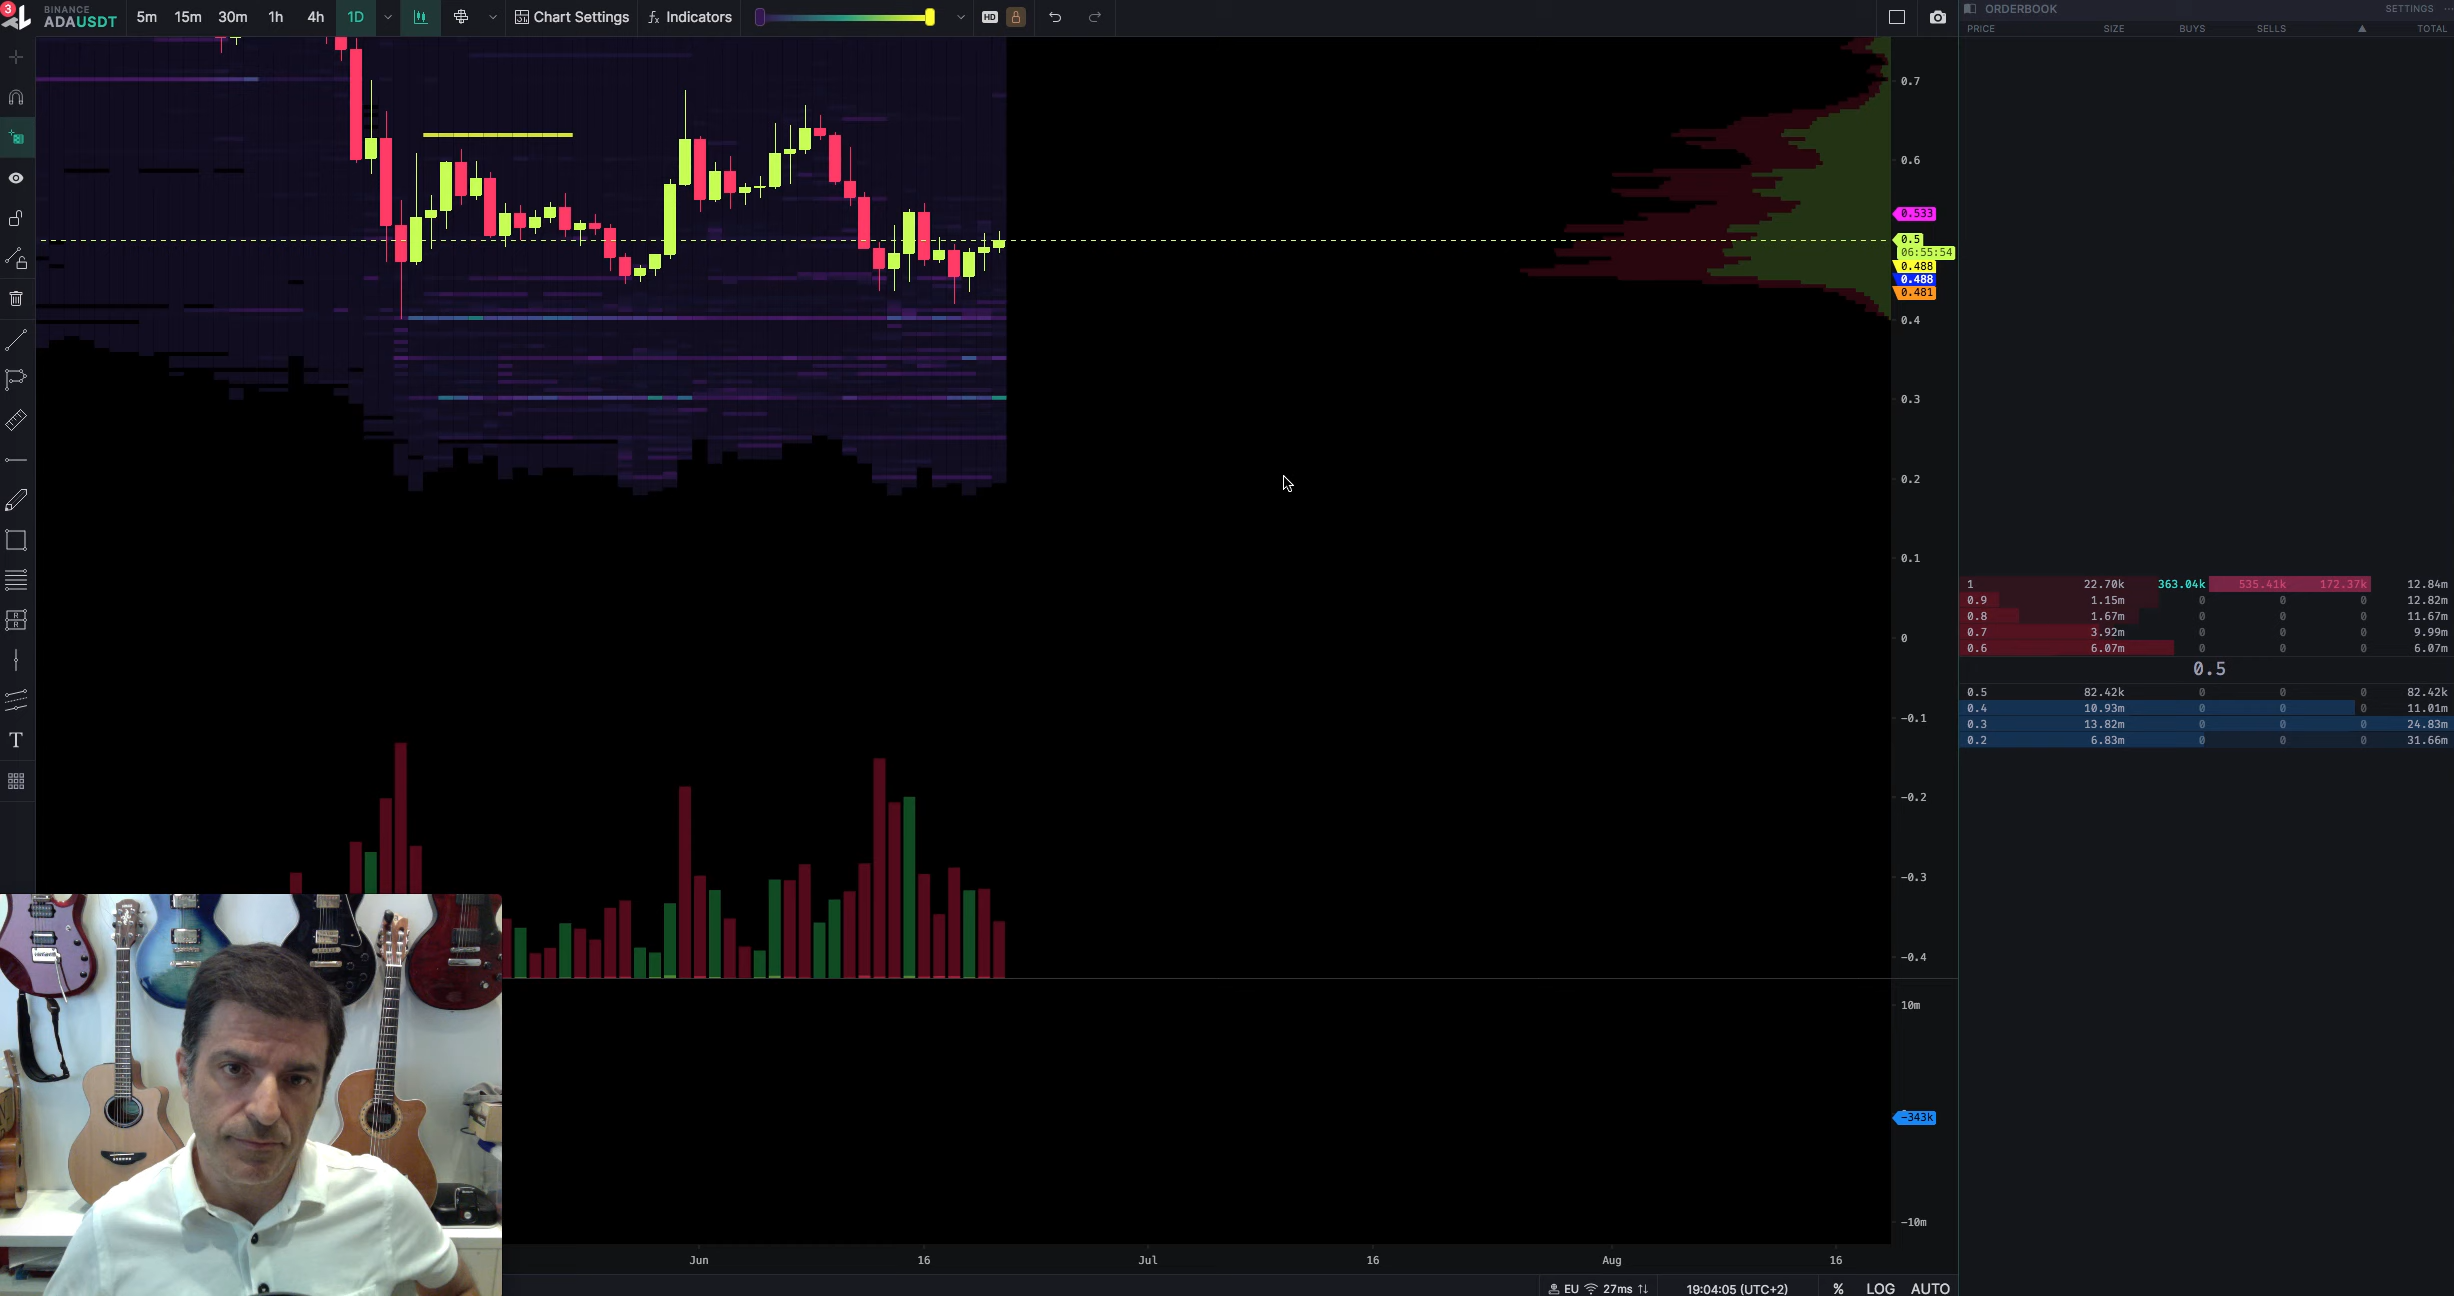 3
BINANCE
ADAUSDT
5m 15m 30m 1h 4h 1D Chart Settings fx Indicators HD
ORDERBOOK SETTINGS
PRICE SIZE BUYS SELLS ▲ TOTAL
0.7
0.6
0.533
0.5
06:55:54
0.488
0.488
0.481
0.4
0.3
0.2
0.1
0
-0.1
-0.2
-0.3
-0.4
10m
-343k
-10m
1 22.70k 363.04k 535.41k 172.37k 12.84m
0.9 1.15m 0 0 0 12.82m
0.8 1.67m 0 0 0 11.67m
0.7 3.92m 0 0 0 9.99m
0.6 6.07m 0 0 0 6.07m
0.5
0.5 82.42k 0 0 0 82.42k
0.4 10.93m 0 0 0 11.01m
0.3 13.82m 0 0 0 24.83m
0.2 6.83m 0 0 0 31.66m
T
Jun 16 Jul 16 Aug 16
EU 27ms 19:04:05 (UTC+2) % LOG AUTO